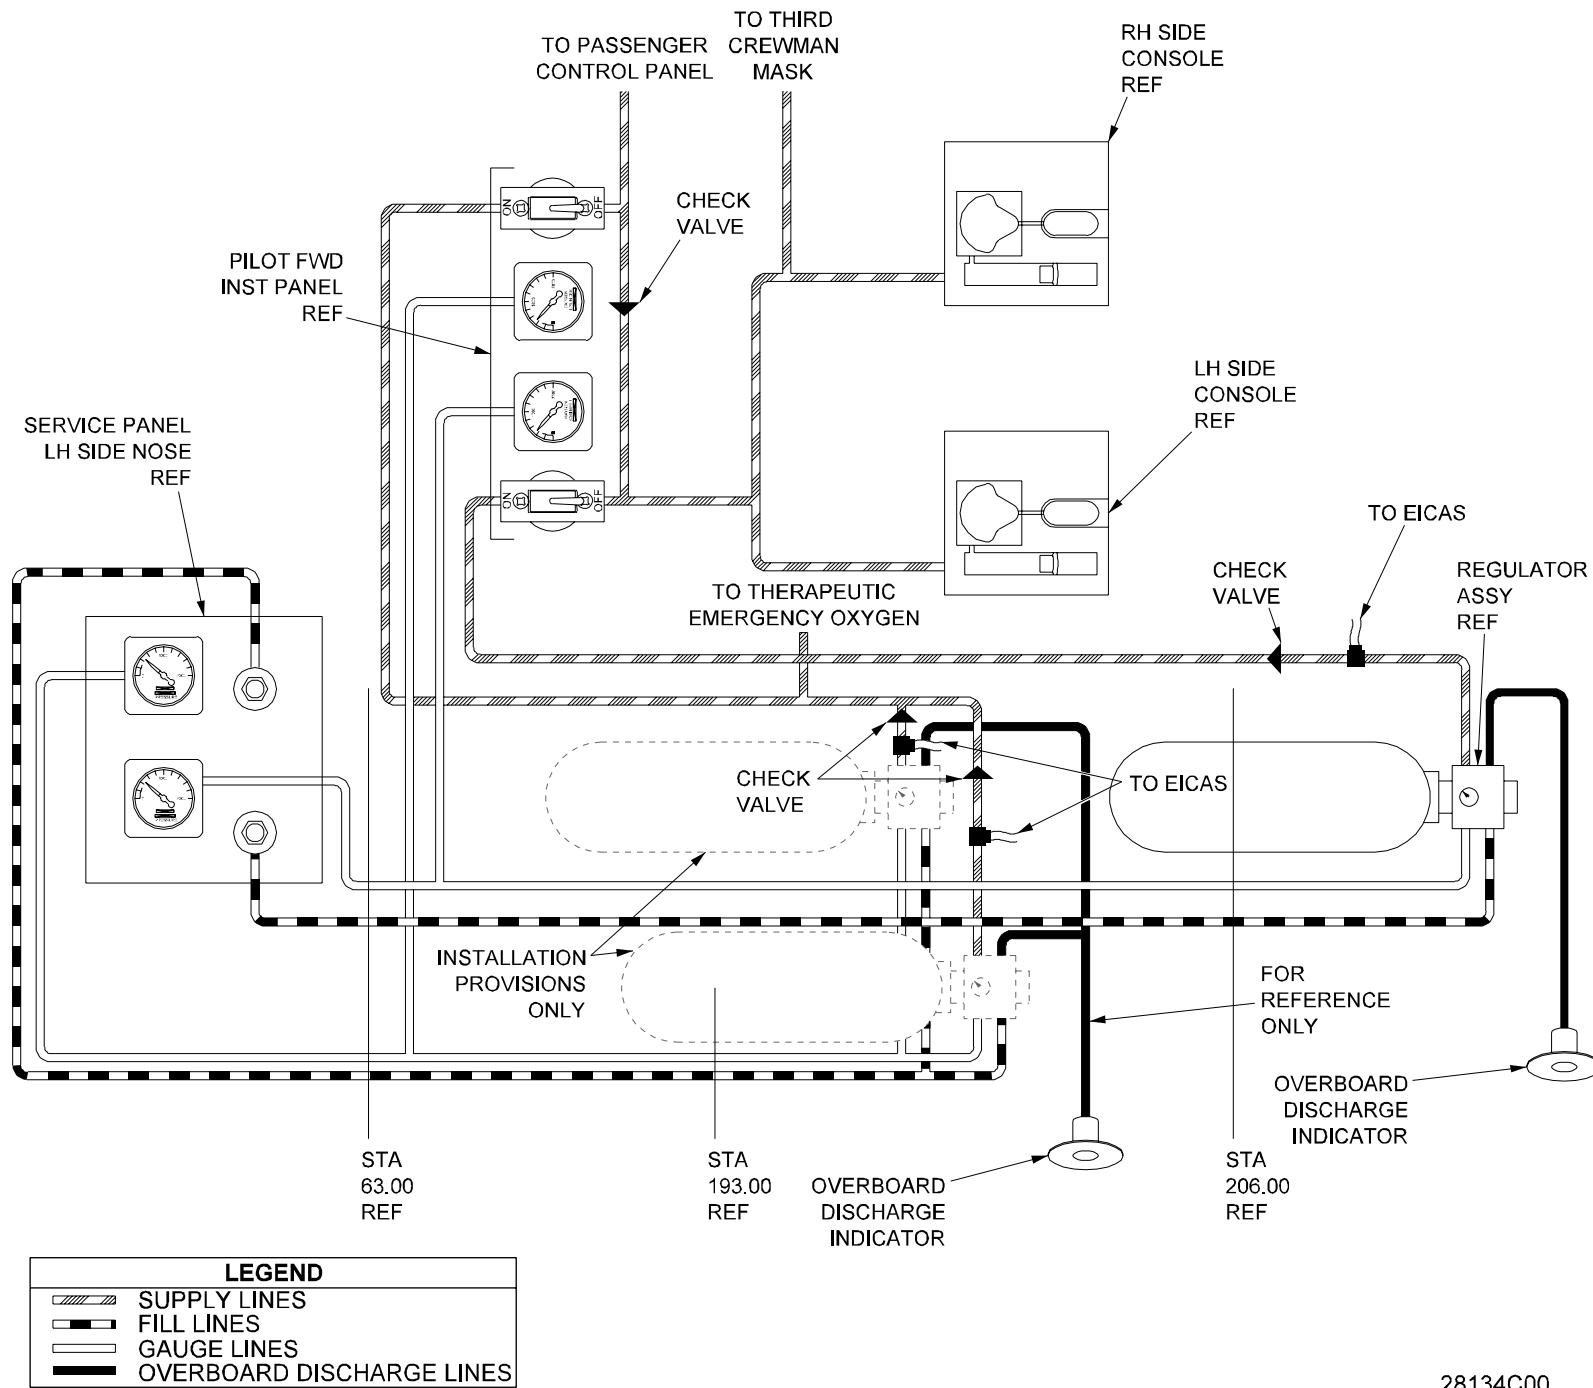 TO PASSENGER
CONTROL PANEL
TO THIRD
CREWMAN
MASK
RH SIDE
CONSOLE
REF
CHECK
VALVE
PILOT FWD
INST PANEL
REF
ON
OFF
LH SIDE
CONSOLE
REF
SERVICE PANEL
LH SIDE NOSE
REF
ON
OFF
TO EICAS
CHECK
VALVE
REGULATOR
ASSY
REF
TO THERAPEUTIC
EMERGENCY OXYGEN
CHECK
VALVE
TO EICAS
INSTALLATION
PROVISIONS
ONLY
FOR
REFERENCE
ONLY
OVERBOARD
DISCHARGE
INDICATOR
STA
63.00
REF
STA
193.00
REF
OVERBOARD
DISCHARGE
INDICATOR
STA
206.00
REF
LEGEND
SUPPLY LINES
FILL LINES
GAUGE LINES
OVERBOARD DISCHARGE LINES
28134C00